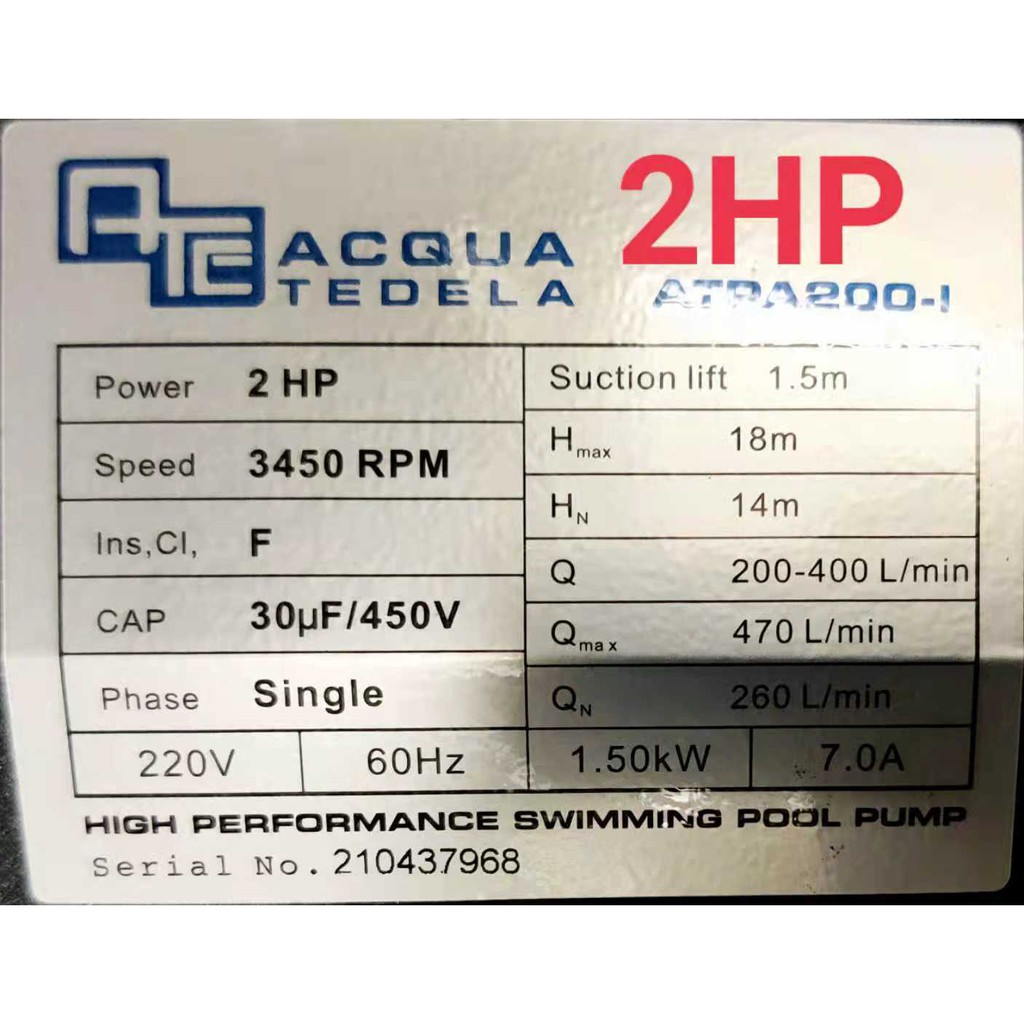 ATE ACQUA TEDELA
2HP
ATPA200-I
Power 2 HP
Speed 3450 RPM
Ins,Cl, F
CAP 30µF/450V
Phase Single
220V 60Hz
Suction lift 1.5m
Hmax 18m
HN 14m
Q 200-400 L/min
Qmax 470 L/min
QN 260 L/min
1.50kW 7.0A
HIGH PERFORMANCE SWIMMING POOL PUMP
Serial No. 210437968